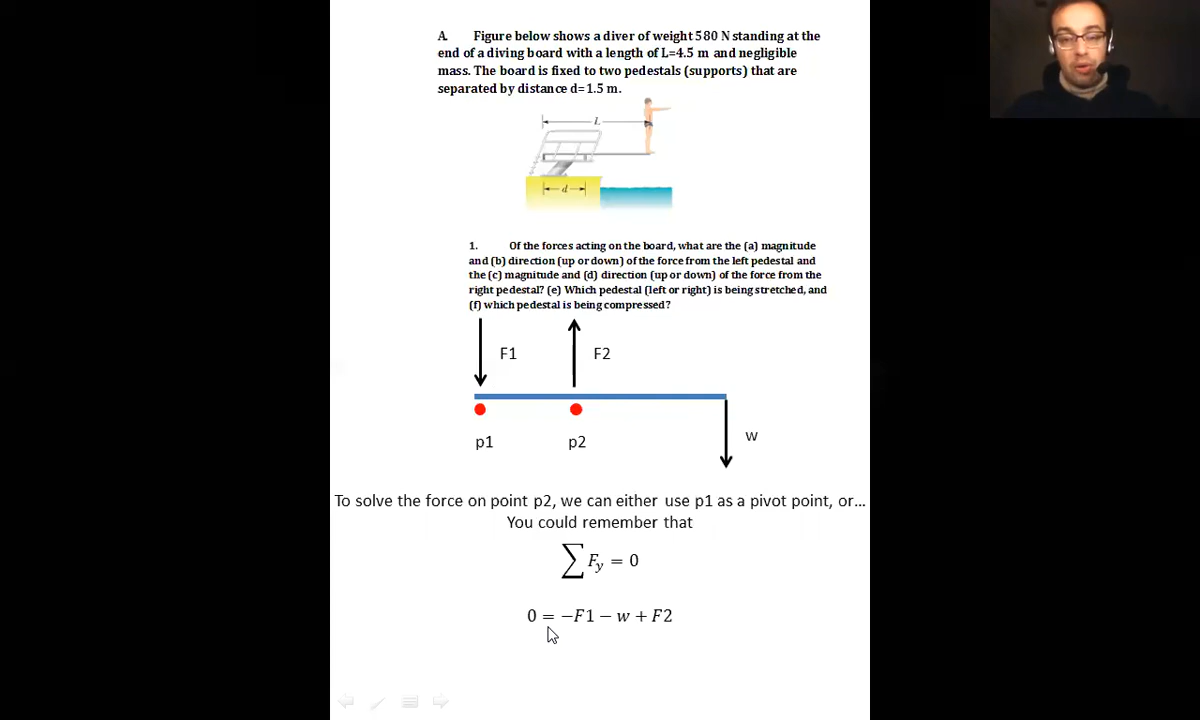 A. Figure below shows a diver of weight 580 N standing at the
end of a diving board with a length of L=4.5 m and negligible
mass. The board is fixed to two pedestals (supports) that are
separated by distance d=1.5 m.
L
d
1. Of the forces acting on the board, what are the (a) magnitude
and (b) direction (up or down) of the force from the left pedestal and
the (c) magnitude and (d) direction (up or down) of the force from the
right pedestal? (e) Which pedestal (left or right) is being stretched, and
(f) which pedestal is being compressed?
F1 F2
p1 p2 w
To solve the force on point p2, we can either use p1 as a pivot point, or...
You could remember that
∑ Fy = 0
0 = −F1 − w + F2